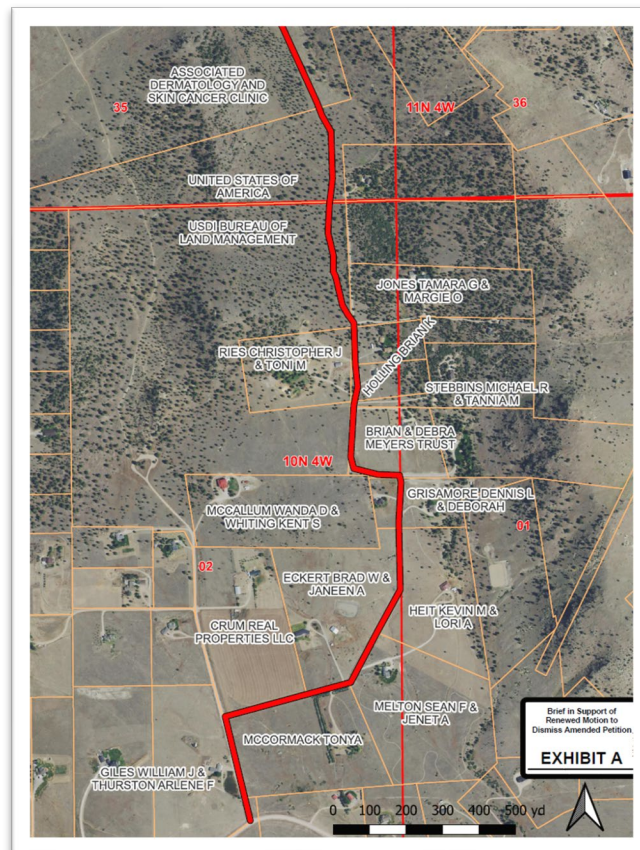 ASSOCIATED
DERMATOLOGY AND
SKIN CANCER CLINIC
35
11N 4W
36
UNITED STATES OF
AMERICA
USDI BUREAU OF
LAND MANAGEMENT
JONES TAMARA G &
MARGIE O
HOLLING BRIAN K
RIES CHRISTOPHER J
& TONI M
STEBBINS MICHAEL R
& TANNIA M
BRIAN & DEBRA
MEYERS TRUST
10N 4W
GRISAMORE DENNIS L
& DEBORAH
MCCALLUM WANDA D &
WHITING KENT S
01
02
ECKERT BRAD W &
JANEEN A
HEIT KEVIN M &
LORI A
CRUM REAL
PROPERTIES LLC
MELTON SEAN F &
JENET A
MCCORMACK TONYA
GILES WILLIAM J &
THURSTON ARLENE F
Brief in Support of
Renewed Motion to
Dismiss Amended Petition
EXHIBIT A
0 100 200 300 400 500 yd